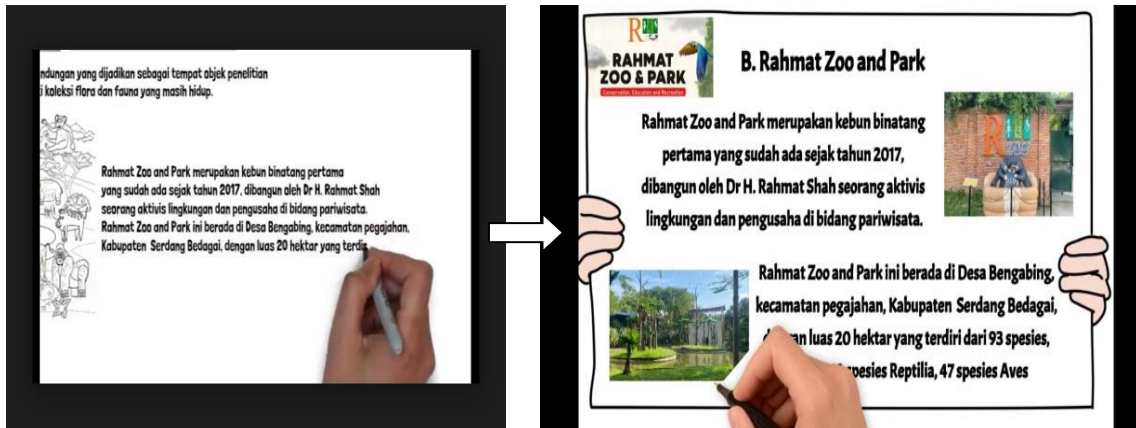 ndungan yang dijadikan sebagai tempat objek penelitian
i koleksi flora dan fauna yang masih hidup.
Rahmat Zoo and Park merupakan kebun binatang pertama
yang sudah ada sejak tahun 2017, dibangun oleh Dr H. Rahmat Shah
seorang aktivis lingkungan dan pengusaha di bidang pariwisata.
Rahmat Zoo and Park ini berada di Desa Bengabing, kecamatan pegajahan,
Kabupaten Serdang Bedagai, dengan luas 20 hektar yang terdir
RAHMAT
ZOO & PARK
Conservation, Education and Recreation
B. Rahmat Zoo and Park
Rahmat Zoo and Park merupakan kebun binatang
pertama yang sudah ada sejak tahun 2017,
dibangun oleh Dr H. Rahmat Shah seorang aktivis
lingkungan dan pengusaha di bidang pariwisata.
Rahmat Zoo and Park ini berada di Desa Bengabing,
kecamatan pegajahan, Kabupaten Serdang Bedagai,
an luas 20 hektar yang terdiri dari 93 spesies,
spesies Reptilia, 47 spesies Aves